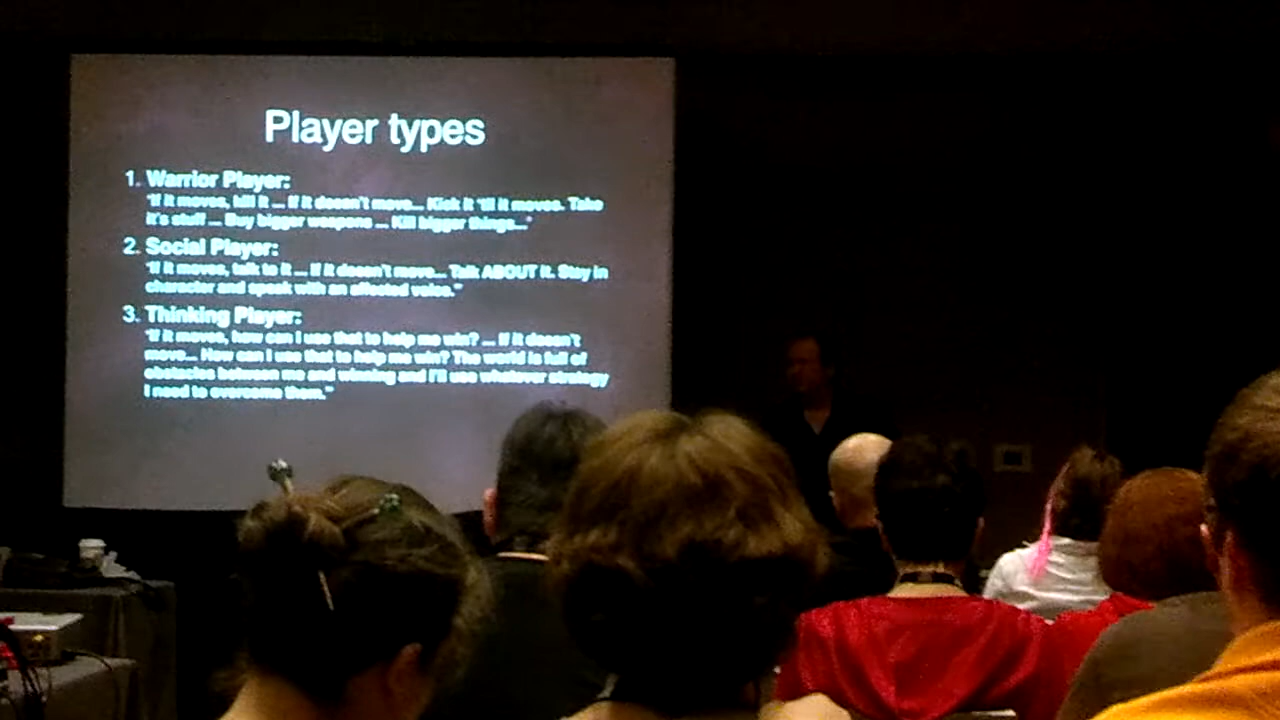 Player types
1. Warrior Player:
"If it moves, kill it ... If it doesn't move... Kick it 'till it moves. Take
it's stuff ... Buy bigger weapons ... Kill bigger things..."
2. Social Player:
"If it moves, talk to it ... If it doesn't move... Talk ABOUT it. Stay in
character and speak with an affected voice."
3. Thinking Player:
"If it moves, how can I use that to help me win? ... If it doesn't
move... How can I use that to help me win? The world is full of
obstacles between me and winning and I'll use whatever strategy
I need to overcome them."